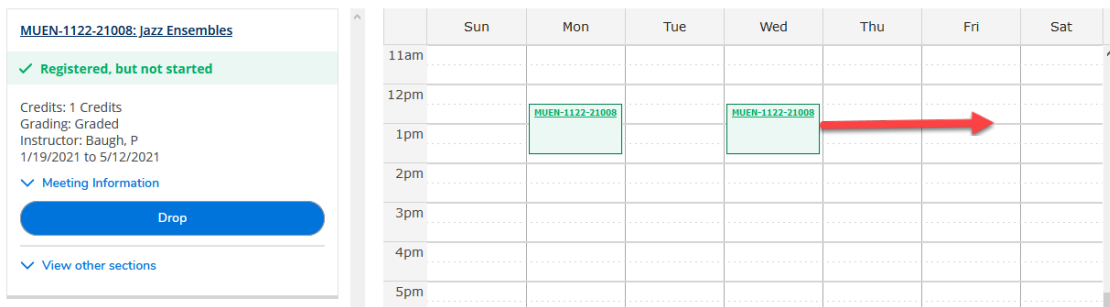 MUEN-1122-21008: Jazz Ensembles
Registered, but not started
Credits: 1 Credits
Grading: Graded
Instructor: Baugh, P
1/19/2021 to 5/12/2021
Meeting Information
Drop
View other sections
Sun Mon Tue Wed Thu Fri Sat
11am
12pm
MUEN-1122-21008 MUEN-1122-21008
1pm
2pm
3pm
4pm
5pm